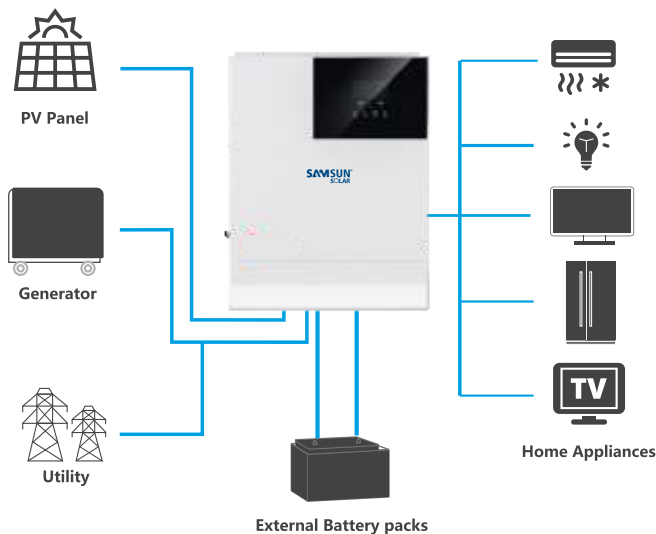 PV Panel
SAMSUN
SOLAR
Generator
TV
Home Appliances
Utility
External Battery packs